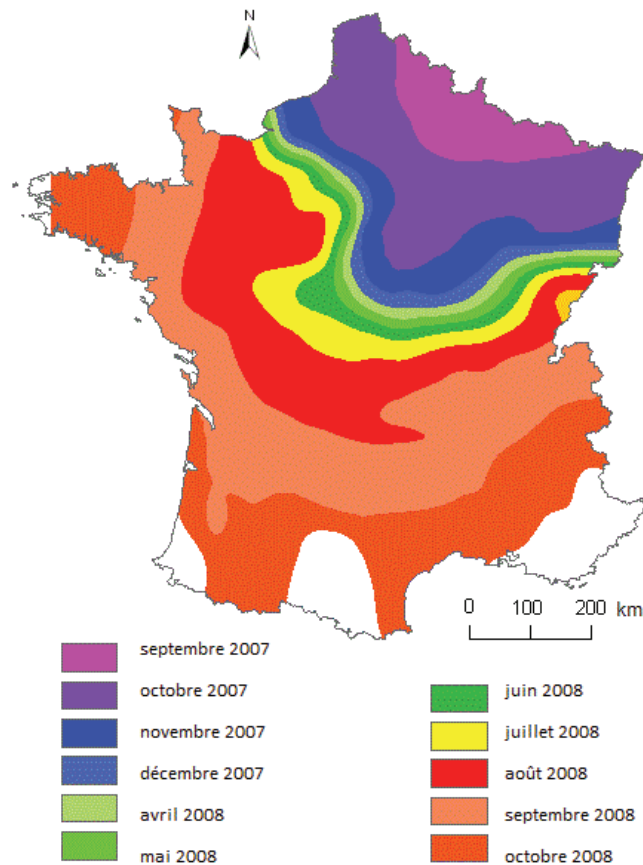 N
0 100 200 km
septembre 2007
octobre 2007
novembre 2007
décembre 2007
avril 2008
mai 2008
juin 2008
juillet 2008
août 2008
septembre 2008
octobre 2008